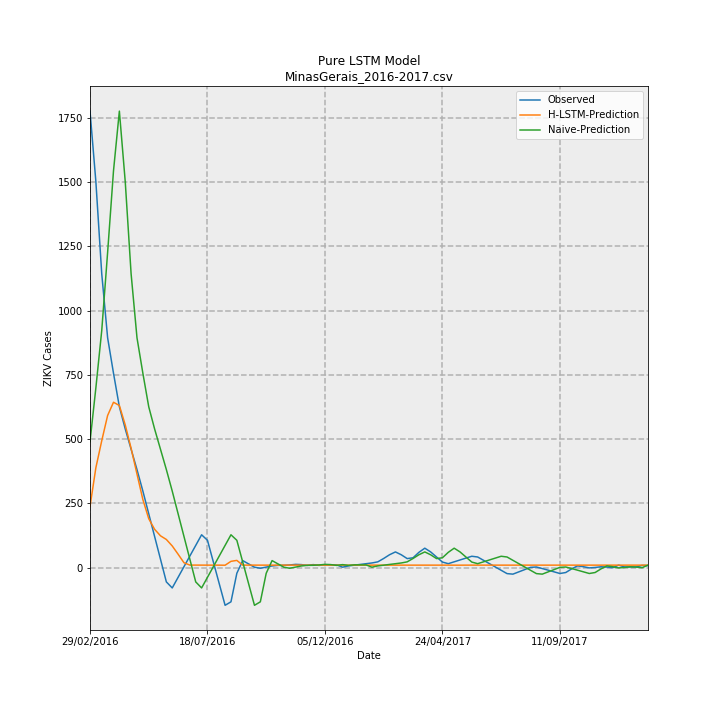 Pure LSTM Model
MinasGerais_2016-2017.csv
Observed
H-LSTM-Prediction
Naive-Prediction
ZIKV Cases
1750
1500
1250
1000
750
500
250
0
29/02/2016
18/07/2016
05/12/2016
24/04/2017
11/09/2017
Date